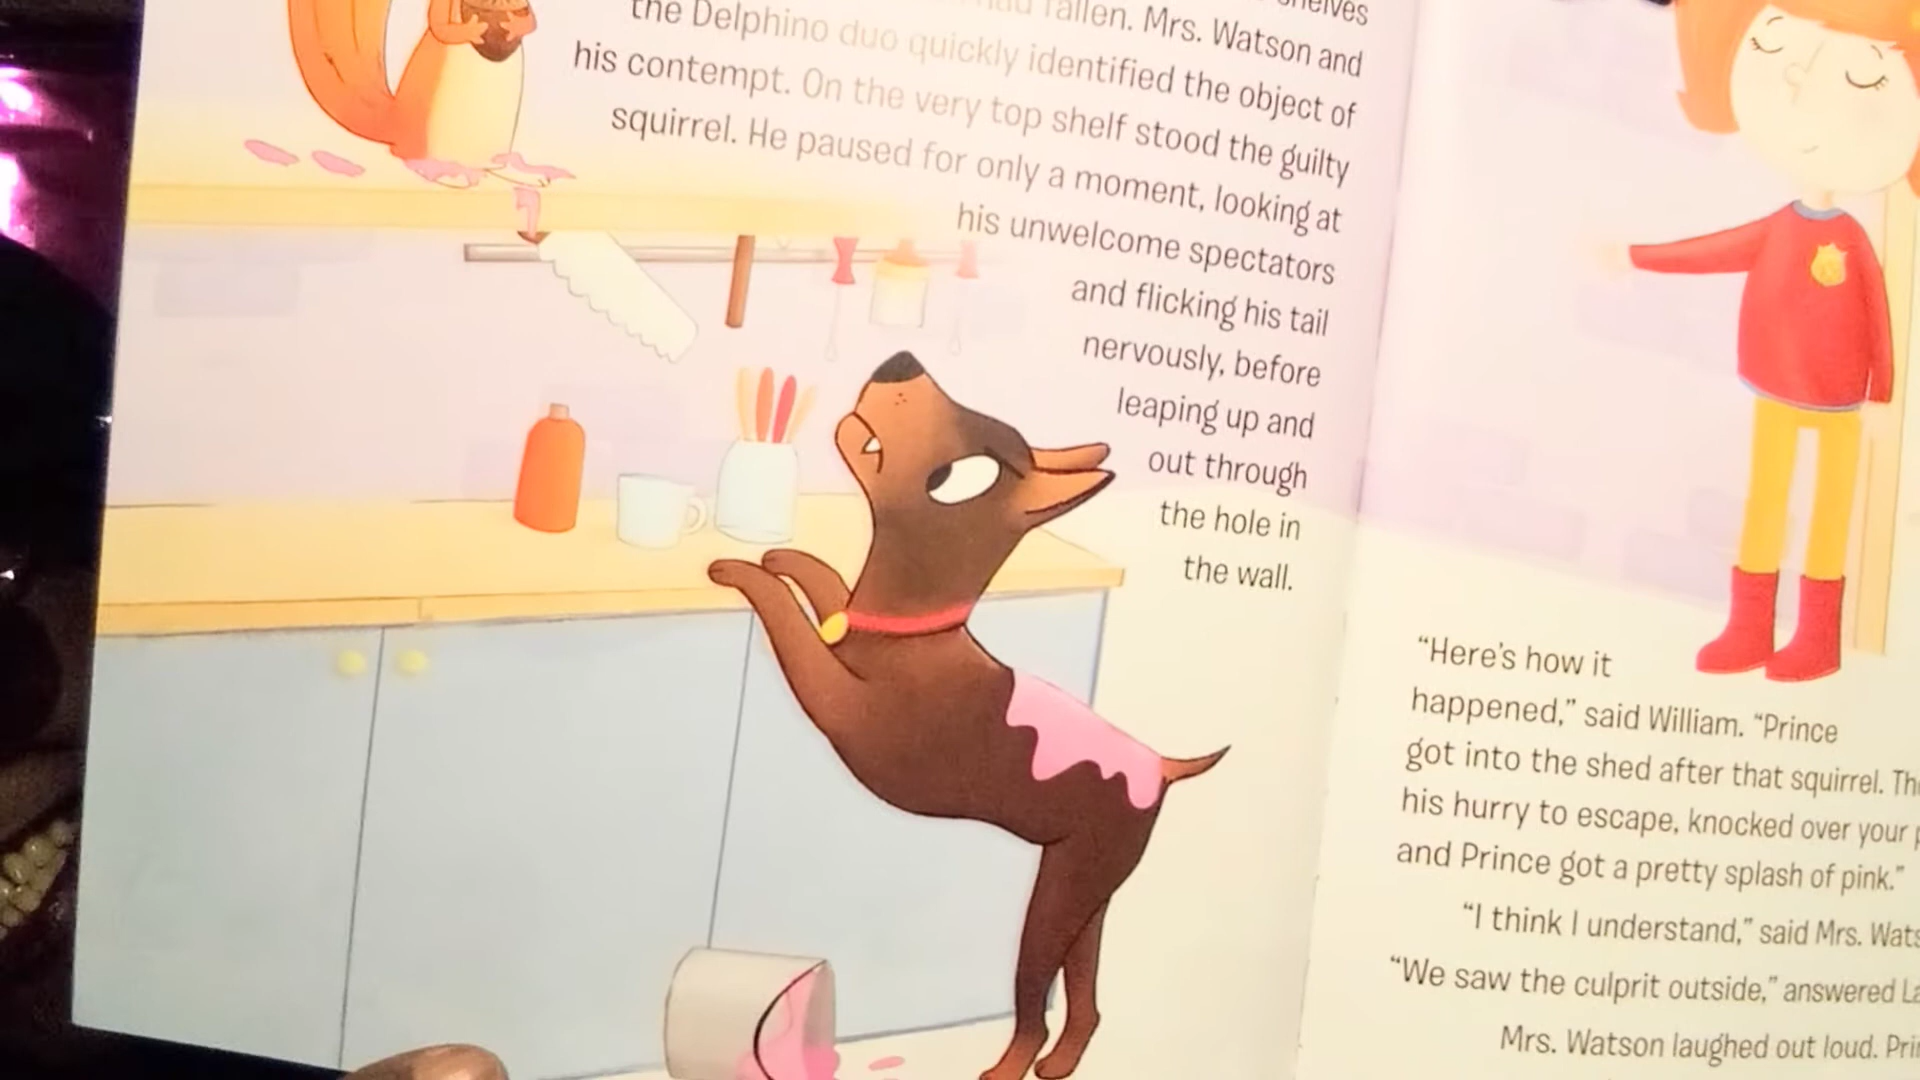 shelves
had fallen. Mrs. Watson and
the Delphino duo quickly identified the object of
his contempt. On the very top shelf stood the guilty
squirrel. He paused for only a moment, looking at
his unwelcome spectators
and flicking his tail
nervously, before
leaping up and
out through
the hole in
the wall.
“Here’s how it
happened,” said William. “Prince
got into the shed after that squirrel.
his hurry to escape, knocked over your
and Prince got a pretty splash of pink.”
“I think I understand,” said Mrs.
“We saw the culprit outside,” answered
Mrs. Watson laughed out loud.